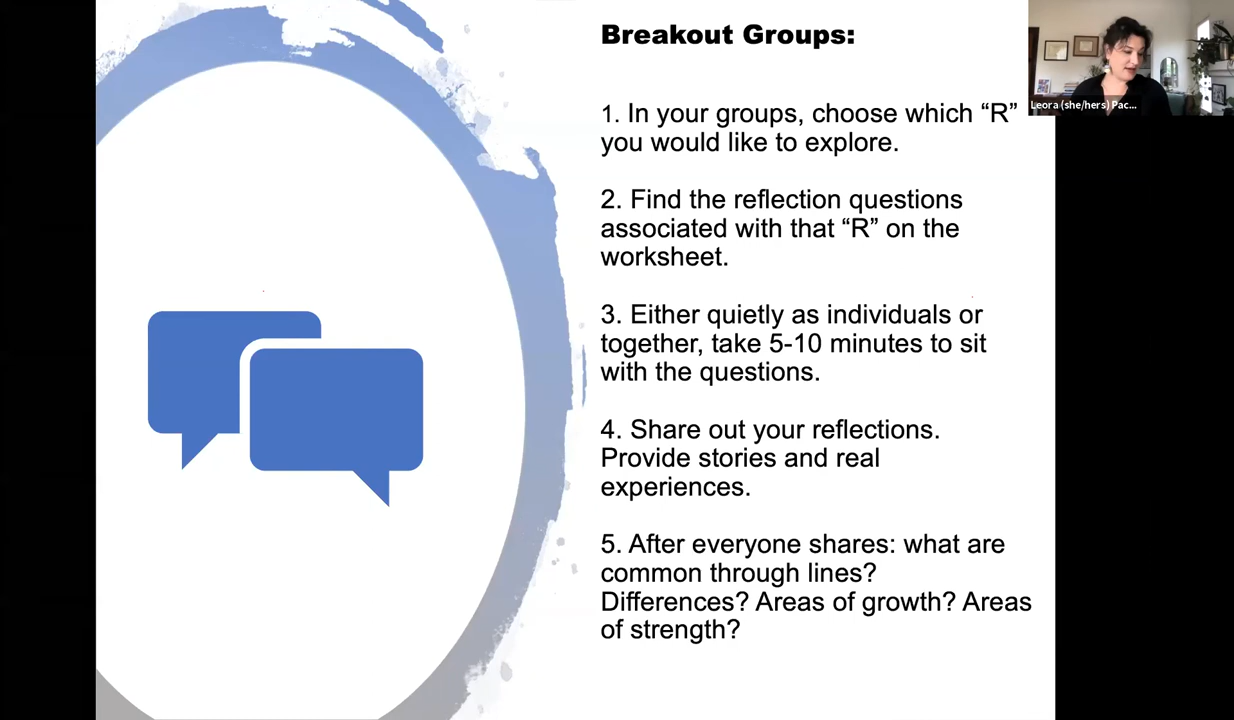 Breakout Groups:
1. In your groups, choose which “R”
you would like to explore.
2. Find the reflection questions
associated with that “R” on the
worksheet.
3. Either quietly as individuals or
together, take 5-10 minutes to sit
with the questions.
4. Share out your reflections.
Provide stories and real
experiences.
5. After everyone shares: what are
common through lines?
Differences? Areas of growth? Areas
of strength?
Leora (she/hers) Pac...